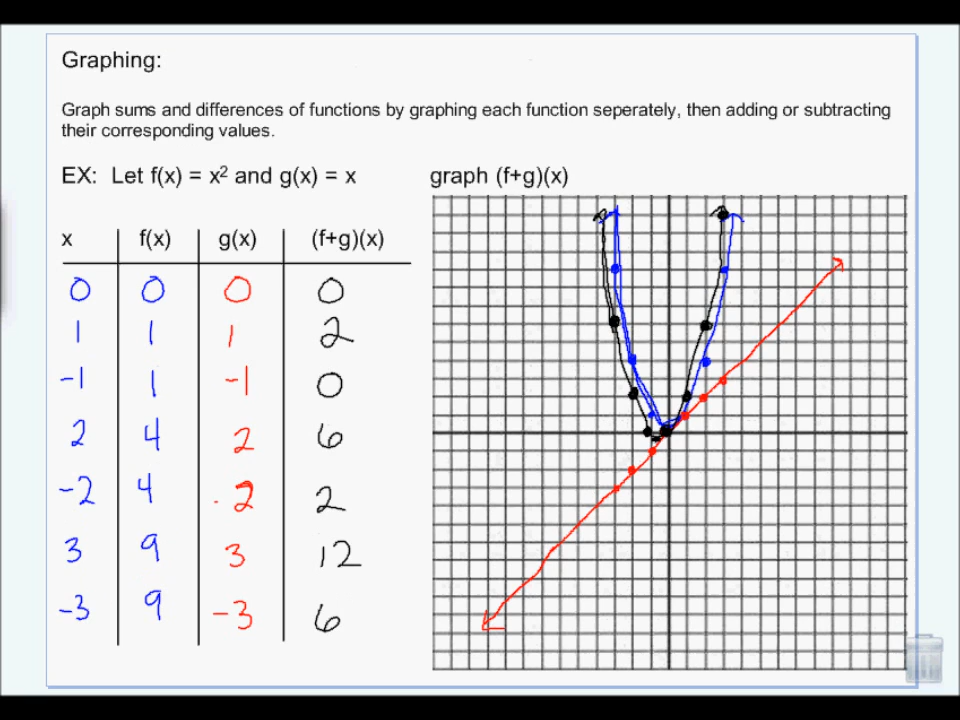 Graphing:
Graph sums and differences of functions by graphing each function seperately, then adding or subtracting
their corresponding values.
EX: Let f(x) = x² and g(x) = x graph (f+g)(x)
x f(x) g(x) (f+g)(x)
0 0 0 0
1 1 1 2
-1 1 -1 0
2 4 2 6
-2 4 -2 2
3 9 3 12
-3 9 -3 6